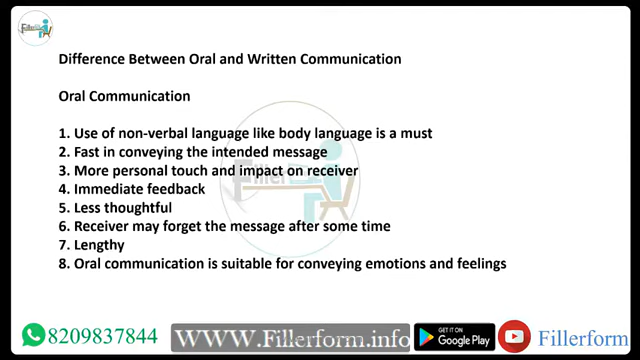 Difference Between Oral and Written Communication
Oral Communication
1. Use of non-verbal language like body language is a must
2. Fast in conveying the intended message
3. More personal touch and impact on receiver
4. Immediate feedback
5. Less thoughtful
6. Receiver may forget the message after some time
7. Lengthy
8. Oral communication is suitable for conveying emotions and feelings
8209837844
WWW.Fillerform.info
GET IT ON
Google Play
Fillerform